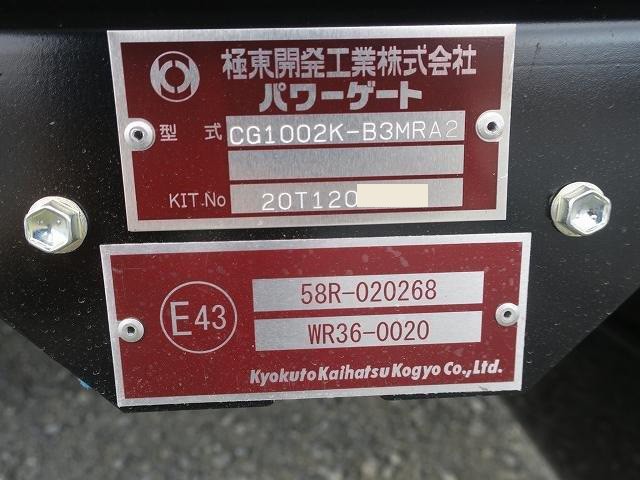 極東開発工業株式会社
パワーゲート
型式 CG1002K-B3MRA2
KIT.No 20T120
E43
58R-020268
WR36-0020
Kyokuto Kaihatsu Kogyo Co.,Ltd.